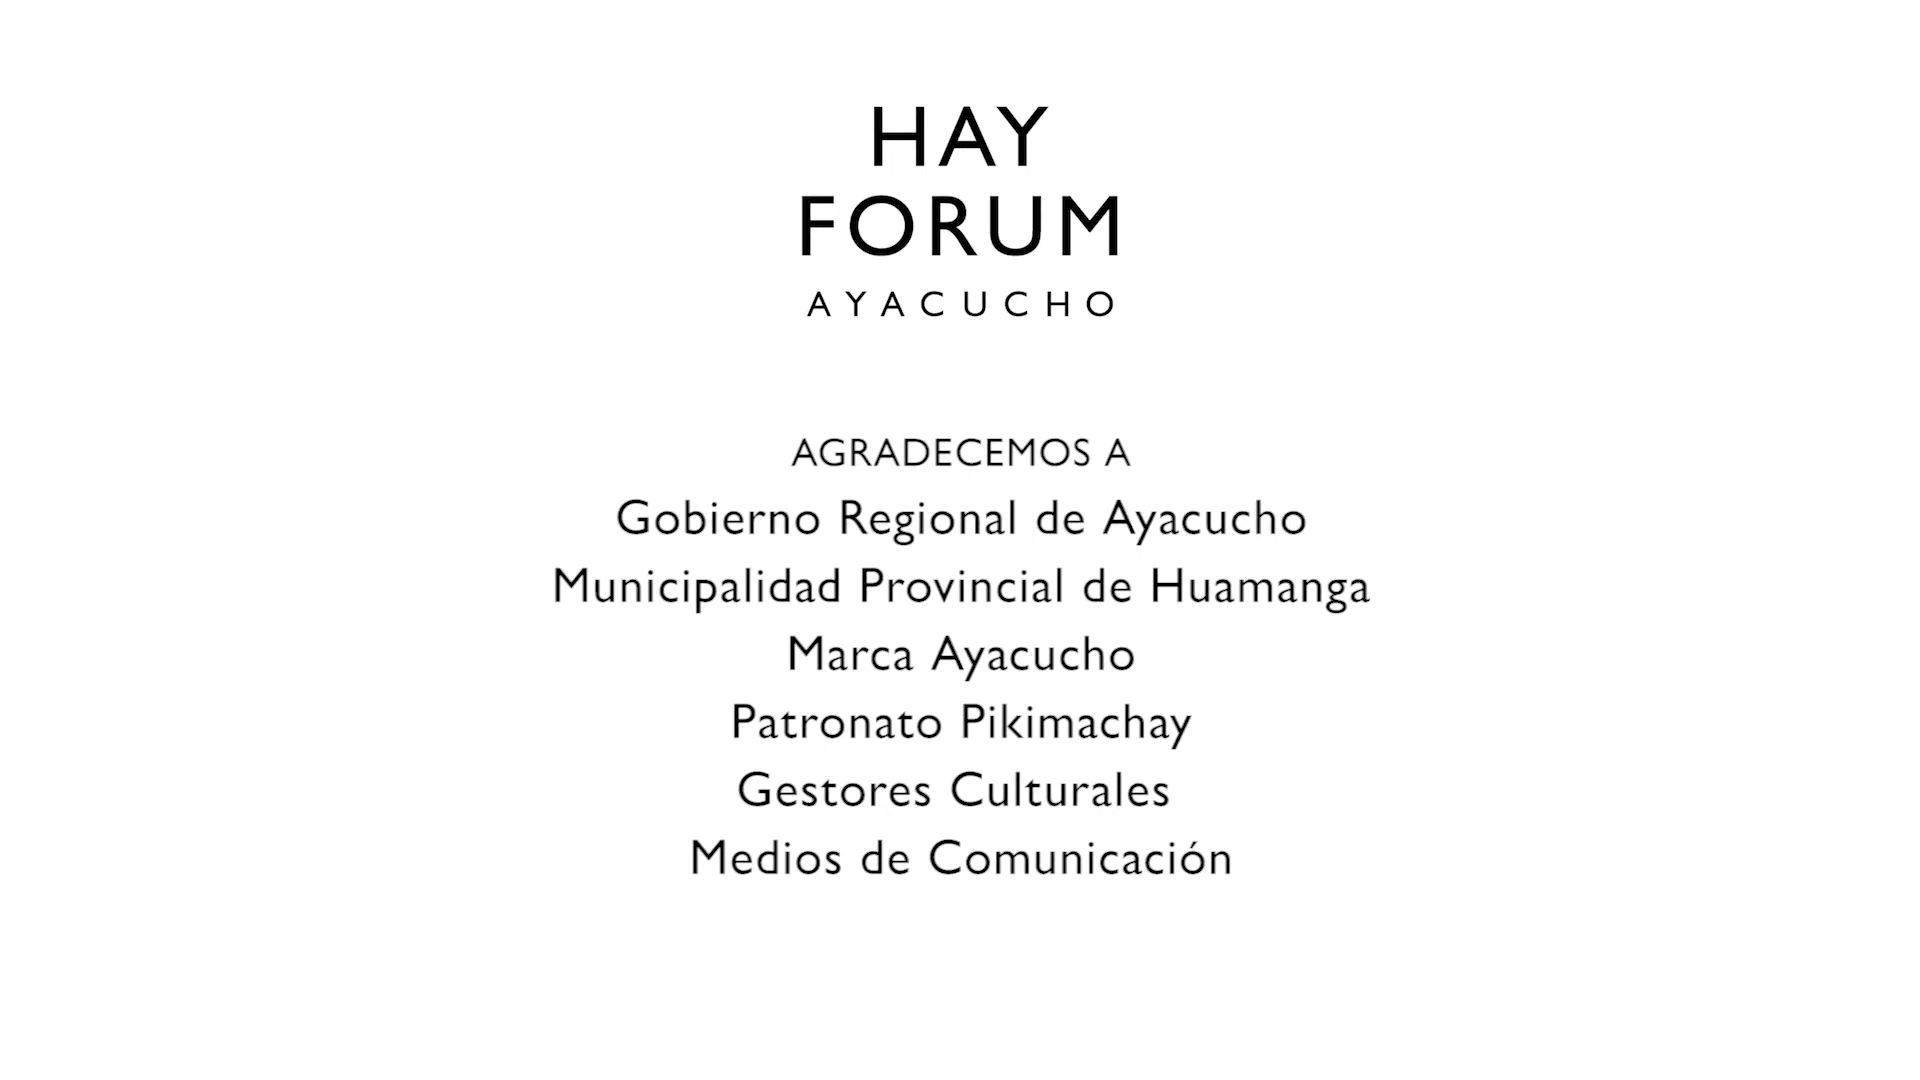 HAY
FORUM
AYACUCHO
AGRADECEMOS A
Gobierno Regional de Ayacucho
Municipalidad Provincial de Huamanga
Marca Ayacucho
Patronato Pikimachay
Gestores Culturales
Medios de Comunicación